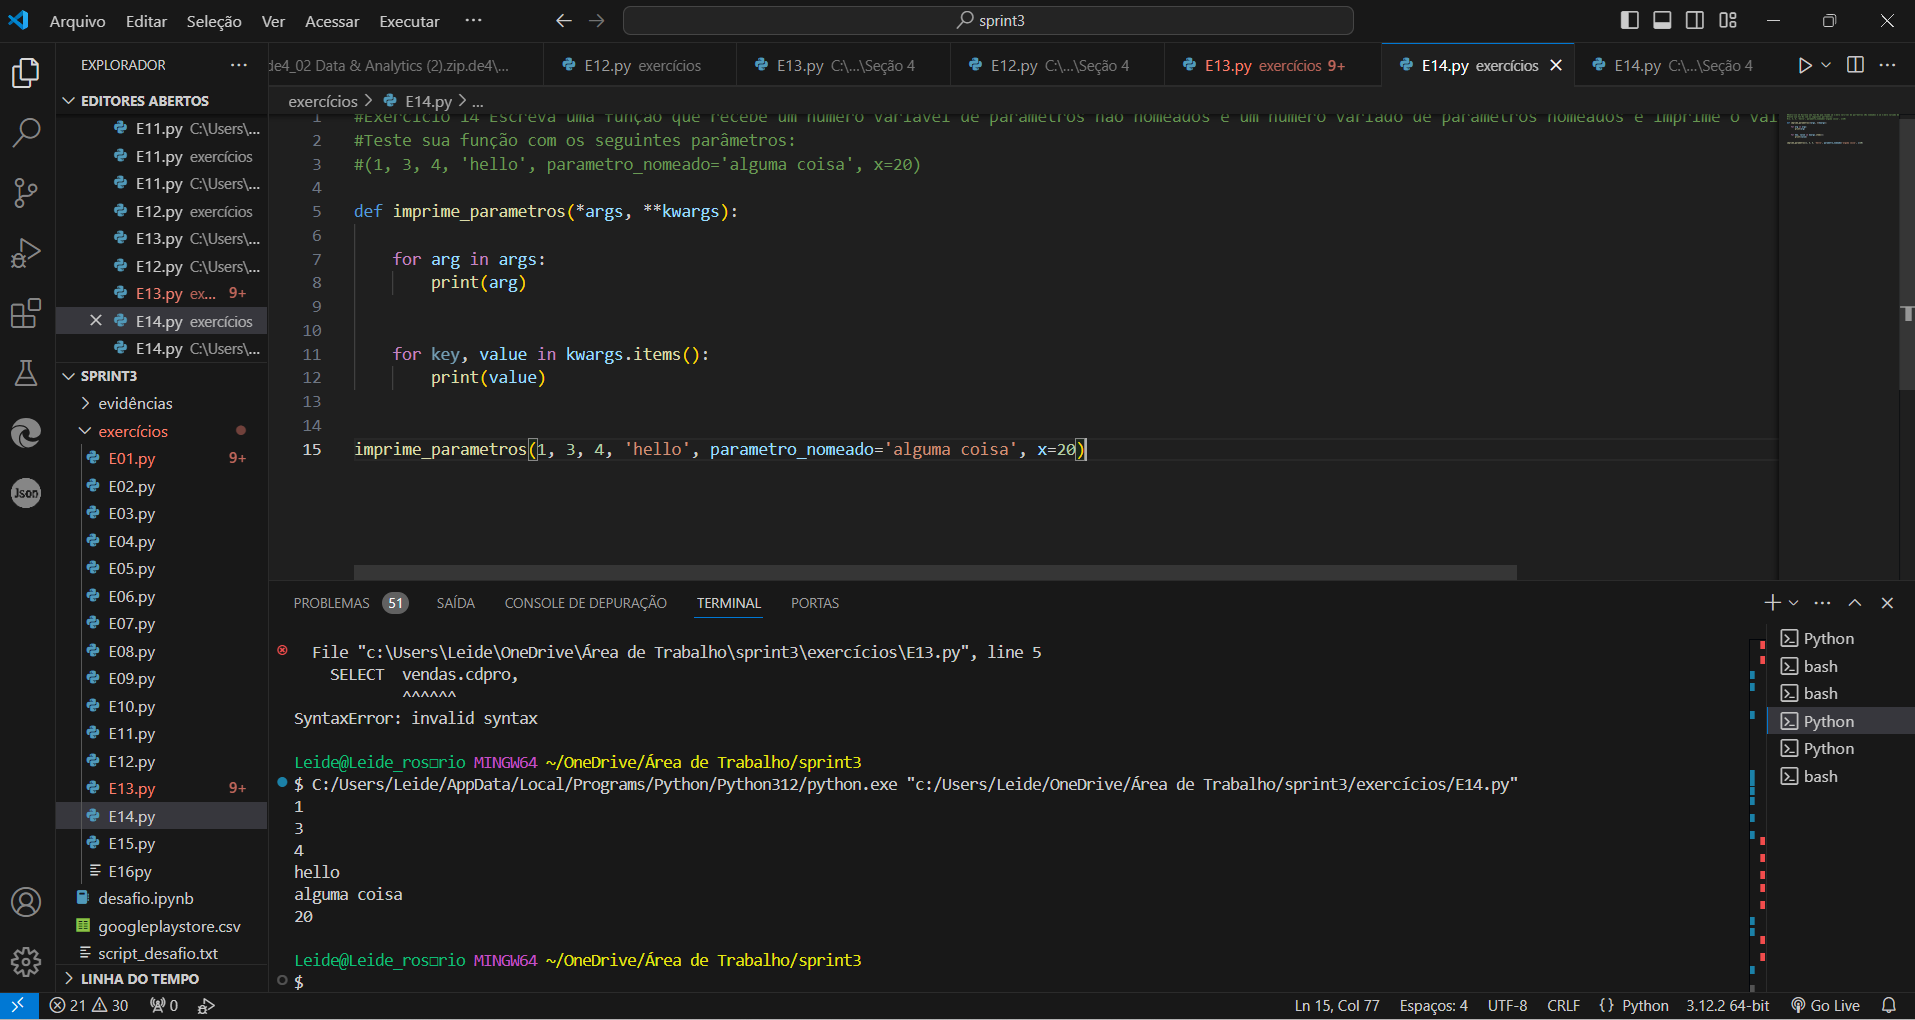 Arquivo Editar Seleção Ver Acessar Executar ··· sprint3
EXPLORADOR ···
EDITORES ABERTOS
E11.py C:\Users\...
E11.py exercícios
E11.py C:\Users\...
E12.py exercícios
E13.py C:\Users\...
E12.py C:\Users\...
E13.py ex... 9+
E14.py exercícios
E14.py C:\Users\...
SPRINT3
evidências
exercícios
E01.py 9+
E02.py
E03.py
E04.py
E05.py
E06.py
E07.py
E08.py
E09.py
E10.py
E11.py
E12.py
E13.py 9+
E14.py
E15.py
E16py
desafio.ipynb
googleplaystore.csv
script_desafio.txt
LINHA DO TEMPO
de4_02 Data & Analytics (2).zip.de4\... E12.py exercícios E13.py C:\...\Seção 4 E12.py C:\...\Seção 4 E13.py exercícios 9+ E14.py exercícios E14.py C:\...\Seção 4 ···
exercícios > E14.py > ...
1 #Exercício 14 Escreva uma função que recebe um número variável de parâmetros não nomeados e um número variado de parâmetros nomeados e imprime o val
2 #Teste sua função com os seguintes parâmetros:
3 #(1, 3, 4, 'hello', parametro_nomeado='alguma coisa', x=20)
4
5 def imprime_parametros(*args, **kwargs):
6
7 for arg in args:
8 print(arg)
9
10
11 for key, value in kwargs.items():
12 print(value)
13
14
15 imprime_parametros(1, 3, 4, 'hello', parametro_nomeado='alguma coisa', x=20)
PROBLEMAS 51 SAÍDA CONSOLE DE DEPURAÇÃO TERMINAL PORTAS ···
File "c:\Users\Leide\OneDrive\Área de Trabalho\sprint3\exercícios\E13.py", line 5
SELECT vendas.cdpro,
^^^^^^
SyntaxError: invalid syntax
Leide@Leide_ros□rio MINGW64 ~/OneDrive/Área de Trabalho/sprint3
$ C:/Users/Leide/AppData/Local/Programs/Python/Python312/python.exe "c:/Users/Leide/OneDrive/Área de Trabalho/sprint3/exercícios/E14.py"
1
3
4
hello
alguma coisa
20
Leide@Leide_ros□rio MINGW64 ~/OneDrive/Área de Trabalho/sprint3
$
Python
bash
bash
Python
Python
bash
21 30 0 Ln 15, Col 77 Espaços: 4 UTF-8 CRLF {} Python 3.12.2 64-bit Go Live
Json